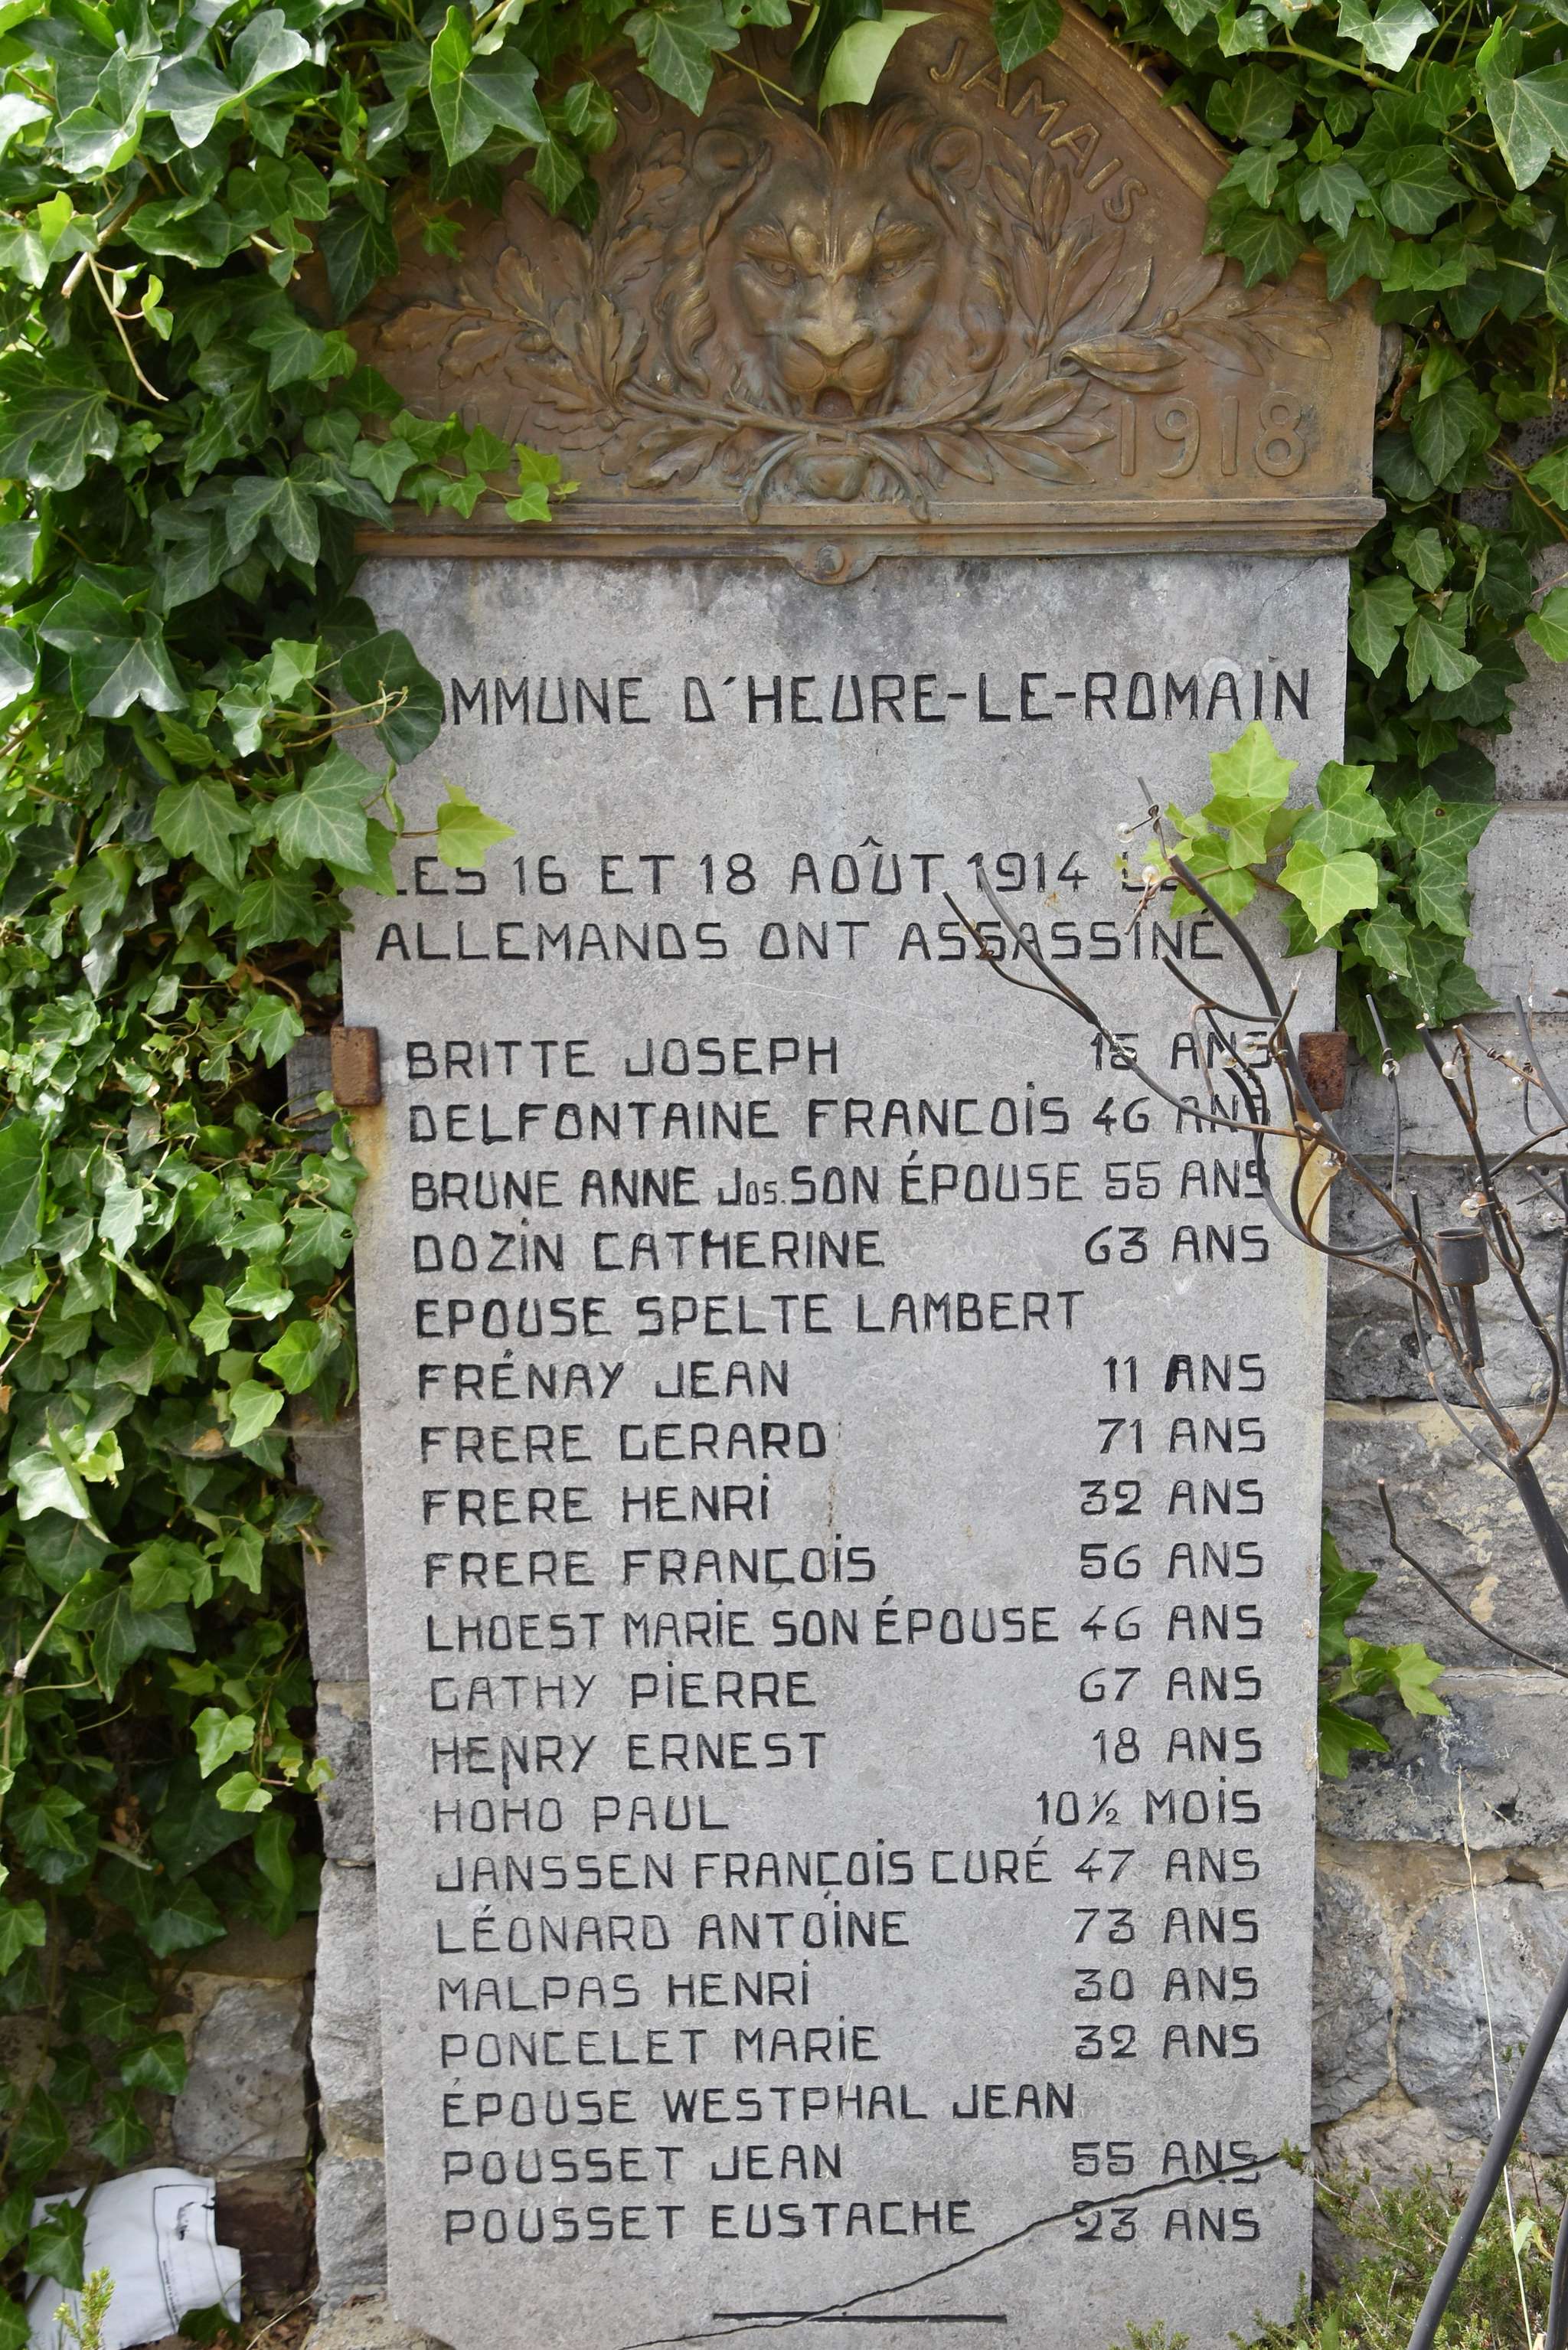 JAMAIS
1918
OMMUNE D'HEURE-LE-ROMAIN
LES 16 ET 18 AOÛT 1914
ALLEMANDS ONT ASSASSINÉ
BRITTE JOSEPH ANS
DELFONTAINE FRANCOIS 46 ANS
BRUNE ANNE Jos. SON ÉPOUSE 55 ANS
DOZIN CATHERINE 63 ANS
EPOUSE SPELTE LAMBERT
FRÉNAY JEAN 11 ANS
FRERE GERARD 71 ANS
FRERE HENRI 32 ANS
FRERE FRANÇOIS 56 ANS
LHOEST MARIE SON ÉPOUSE 46 ANS
GATHY PIERRE 67 ANS
HENRY ERNEST 18 ANS
HOHO PAUL 10½ MOIS
JANSSEN FRANÇOIS CURÉ 47 ANS
LÉONARD ANTOINE 73 ANS
MALPAS HENRI 30 ANS
PONCELET MARIE 32 ANS
ÉPOUSE WESTPHAL JEAN
POUSSET JEAN 55 ANS
POUSSET EUSTACHE 23 ANS